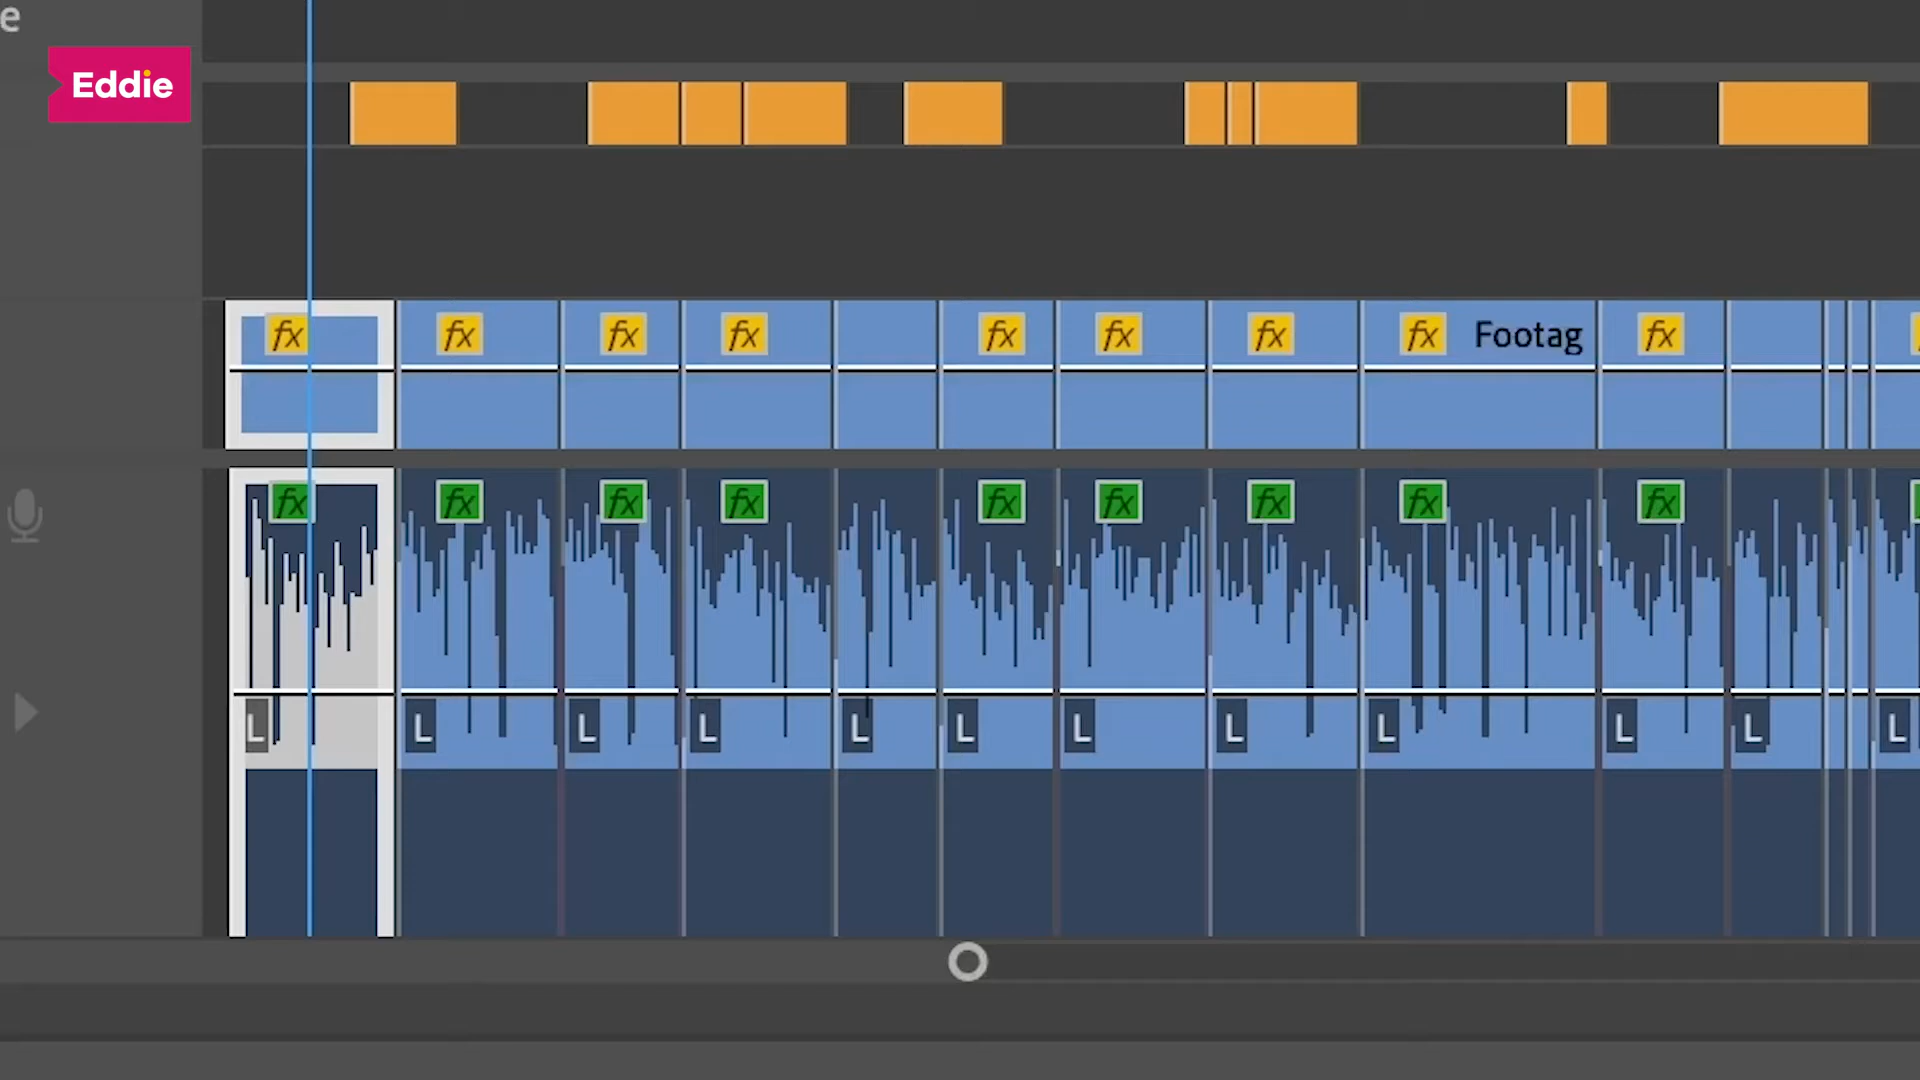 e
Eddie
fx fx fx fx fx fx fx fx Footag fx
fx fx fx fx fx fx fx fx fx
L L L L L L L L L L L L